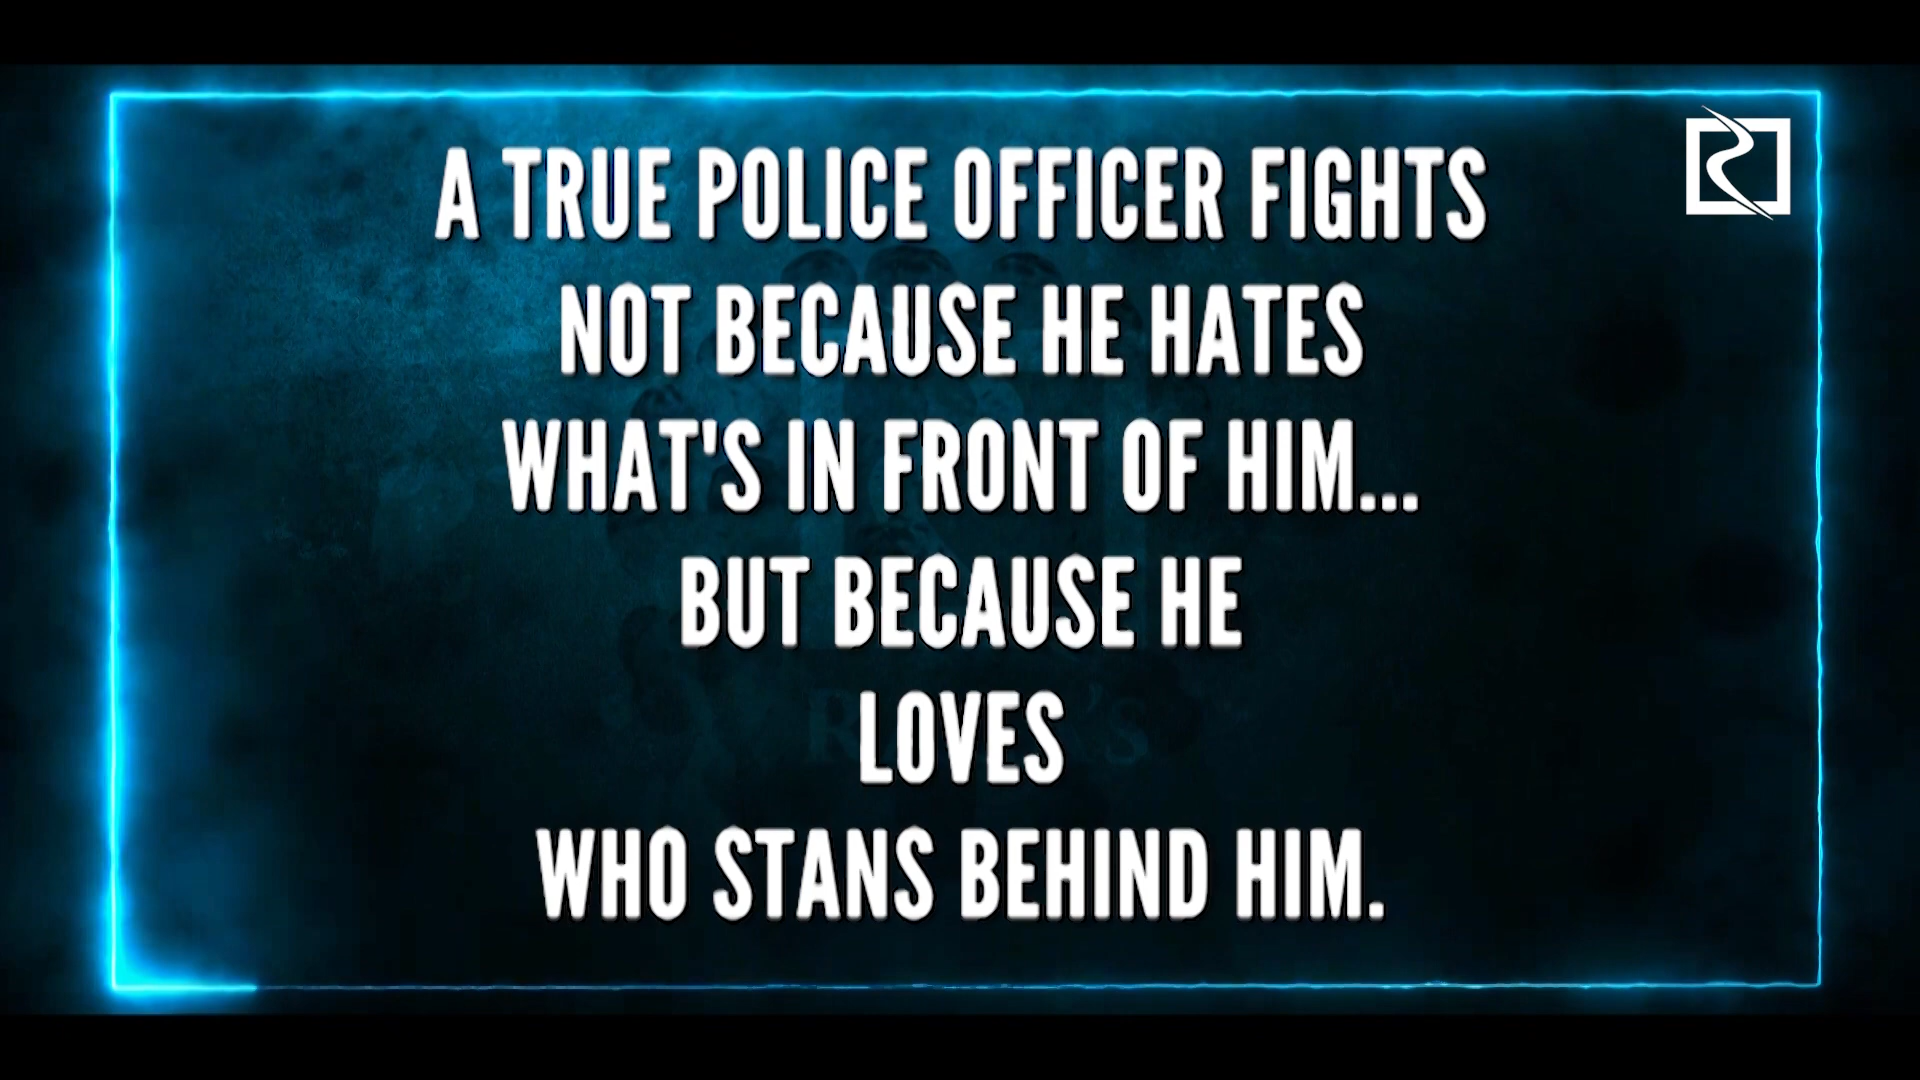 A TRUE POLICE OFFICER FIGHTS
NOT BECAUSE HE HATES
WHAT'S IN FRONT OF HIM...
BUT BECAUSE HE
LOVES
WHO STANS BEHIND HIM.